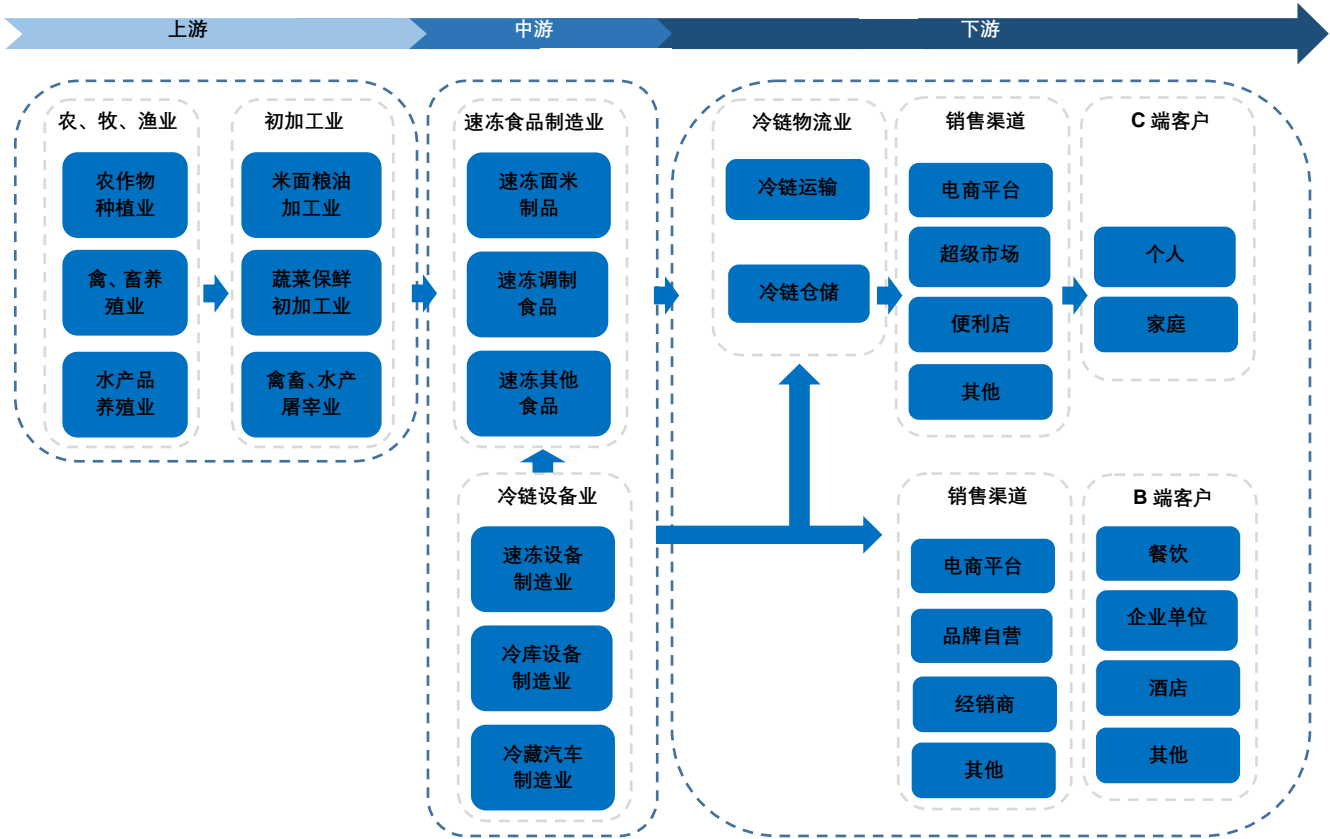 上游
中游
下游
农、牧、渔业
农作物
种植业
禽、畜养
殖业
水产品
养殖业
初加工业
米面粮油
加工业
蔬菜保鲜
初加工业
禽畜、水产
屠宰业
速冻食品制造业
速冻面米
制品
速冻调制
食品
速冻其他
食品
冷链设备业
速冻设备
制造业
冷库设备
制造业
冷藏汽车
制造业
冷链物流业
冷链运输
冷链仓储
销售渠道
电商平台
超级市场
便利店
其他
C 端客户
个人
家庭
销售渠道
电商平台
品牌自营
经销商
其他
B 端客户
餐饮
企业单位
酒店
其他